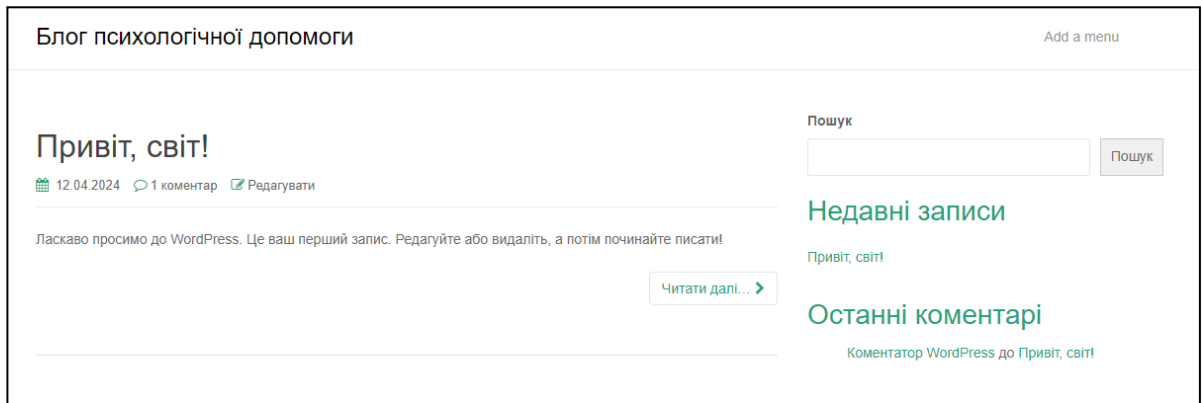 Блог психологічної допомоги
Add a menu
Привіт, світ!
12.04.2024 1 коментар Редагувати
Ласкаво просимо до WordPress. Це ваш перший запис. Редагуйте або видаліть, а потім починайте писати!
Читати далі…
Пошук
Пошук
Недавні записи
Привіт, світ!
Останні коментарі
Коментатор WordPress до Привіт, світ!